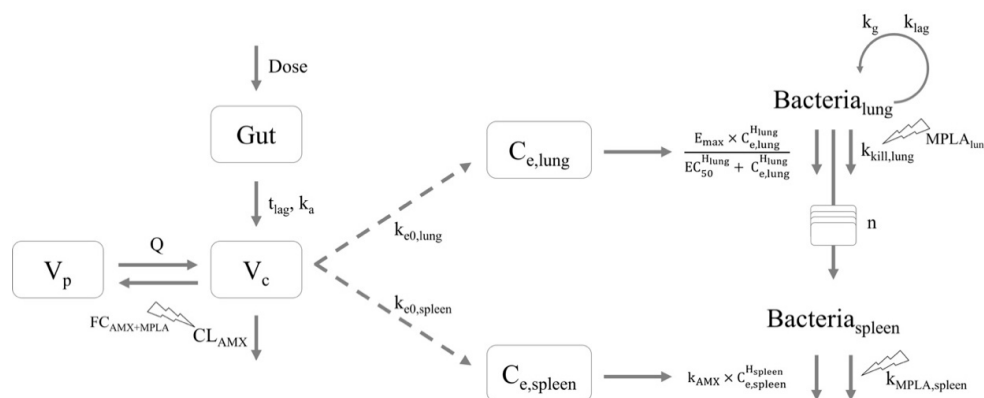 k_g k_lag
Dose
Bacteria_lung
Gut
C_e,lung
E_max × C_e,lung^H_lung
EC_50^H_lung + C_e,lung^H_lung
k_kill,lung
MPLA_lun
t_lag, k_a
k_e0,lung
n
Q
V_p
V_c
k_e0,spleen
FC_AMX+MPLA
CL_AMX
Bacteria_spleen
C_e,spleen
k_AMX × C_e,spleen^H_spleen
k_MPLA,spleen